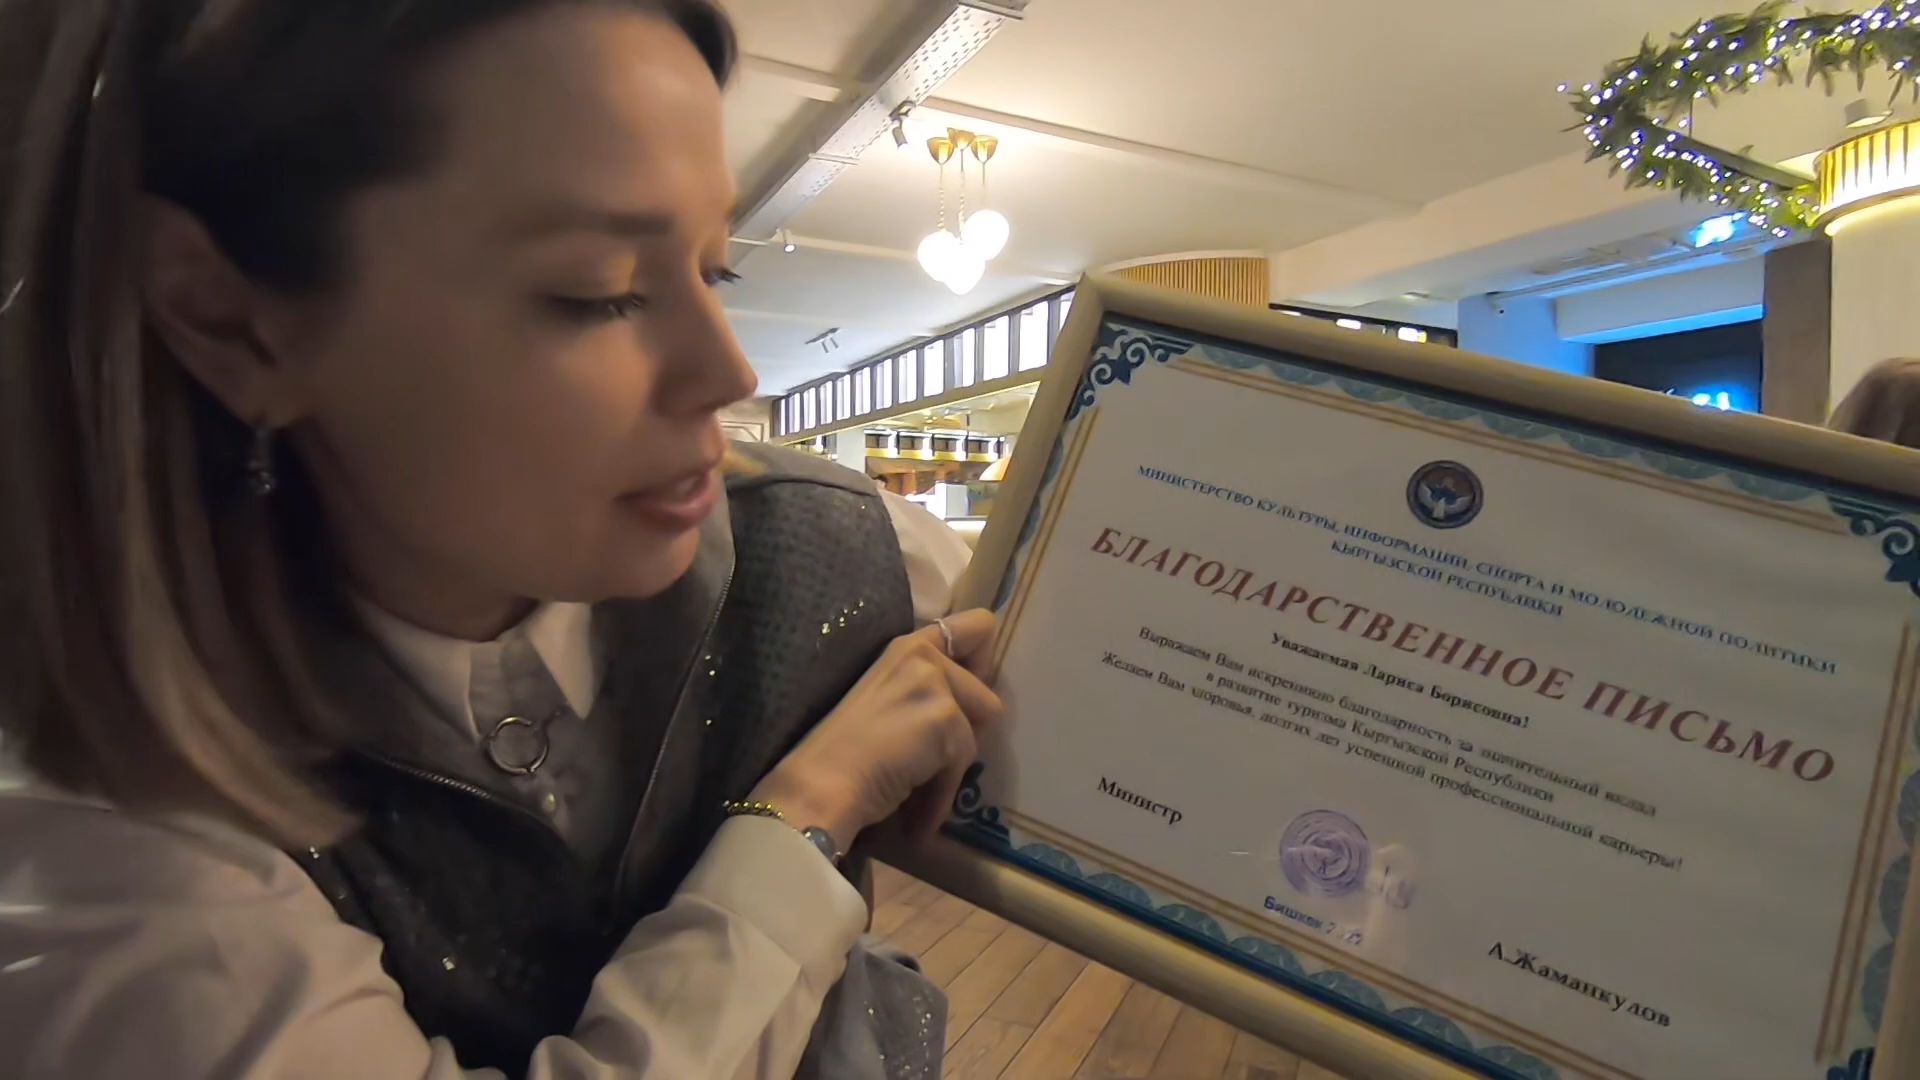 МИНИСТЕРСТВО КУЛЬТУРЫ, ИНФОРМАЦИИ, СПОРТА И МОЛОДЕЖНОЙ ПОЛИТИКИ
КЫРГЫЗСКОЙ РЕСПУБЛИКИ
БЛАГОДАРСТВЕННОЕ ПИСЬМО
Уважаемая Лариса Борисовна!
Выражаем Вам искреннюю благодарность за значительный вклад
в развитие туризма Кыргызской Республики
Желаем Вам здоровья, долгих лет успешной профессиональной карьеры!
Министр
А.Жаманкулов
Бишкек